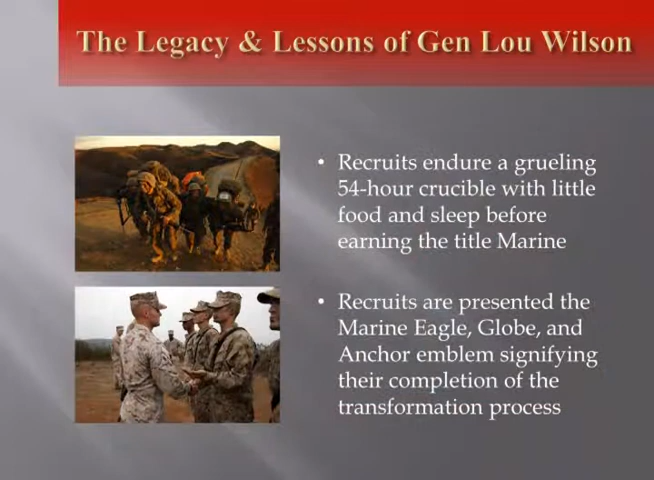 The Legacy & Lessons of Gen Lou Wilson
• Recruits endure a grueling
54-hour crucible with little
food and sleep before
earning the title Marine
• Recruits are presented the
Marine Eagle, Globe, and
Anchor emblem signifying
their completion of the
transformation process